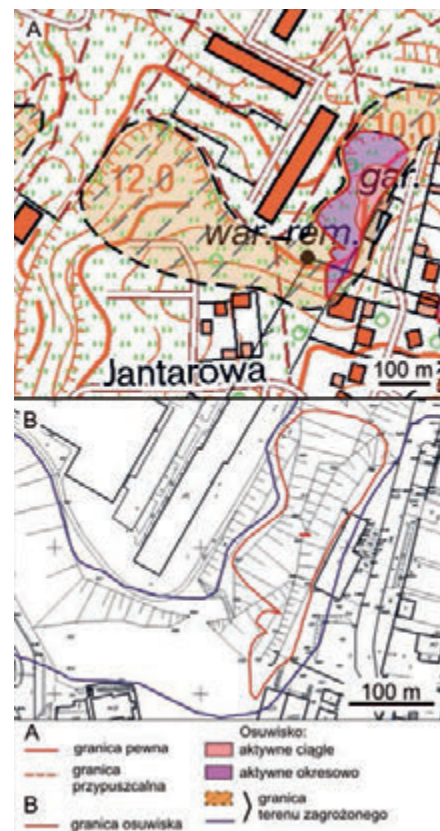 A
10,0
gar.
12,0
war. rem.
Jantarowa
100 m
B
100 m
A
granica pewna
granica
przypuszczalna
B
granica osuwiska
Osuwisko:
aktywne ciągle
aktywne okresowo
granica
terenu zagrożonego